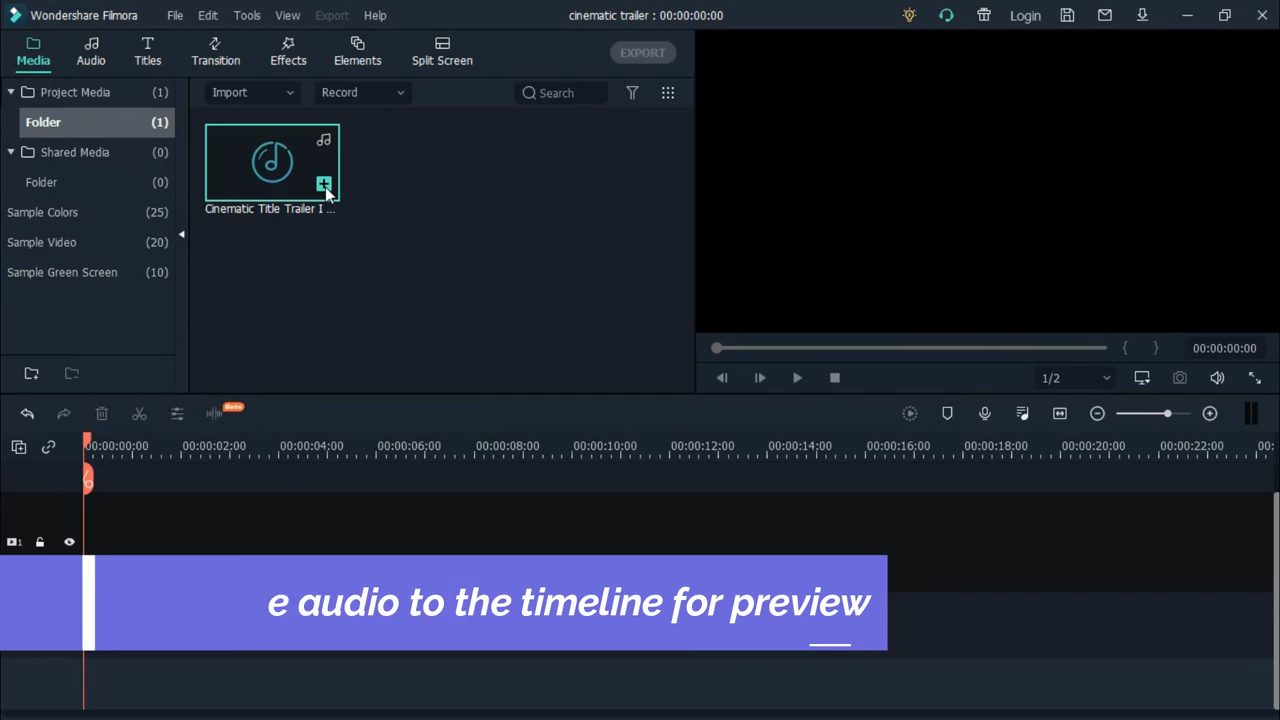 Wondershare Filmora
File
Edit
Tools
View
Export
Help
cinematic trailer : 00:00:00:00
Login
Media
Audio
Titles
Transition
Effects
Elements
Split Screen
EXPORT
Project Media (1)
Folder (1)
Shared Media (0)
Folder (0)
Sample Colors (25)
Sample Video (20)
Sample Green Screen (10)
Import
Record
Search
Cinematic Title Trailer I ...
{ } 00:00:00:00
1/2
Beta
00:00:00:00 00:00:02:00 00:00:04:00 00:00:06:00 00:00:08:00 00:00:10:00 00:00:12:00 00:00:14:00 00:00:16:00 00:00:18:00 00:00:20:00 00:00:22:00 00:
1
e audio to the timeline for preview